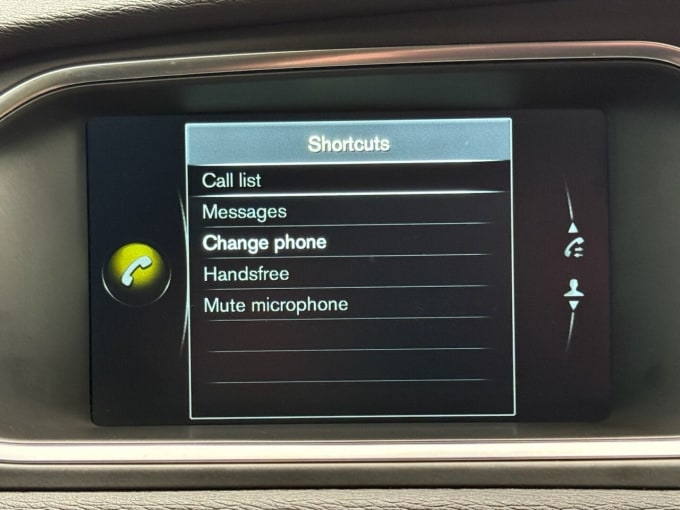 Shortcuts
Call list
Messages
Change phone
Handsfree
Mute microphone